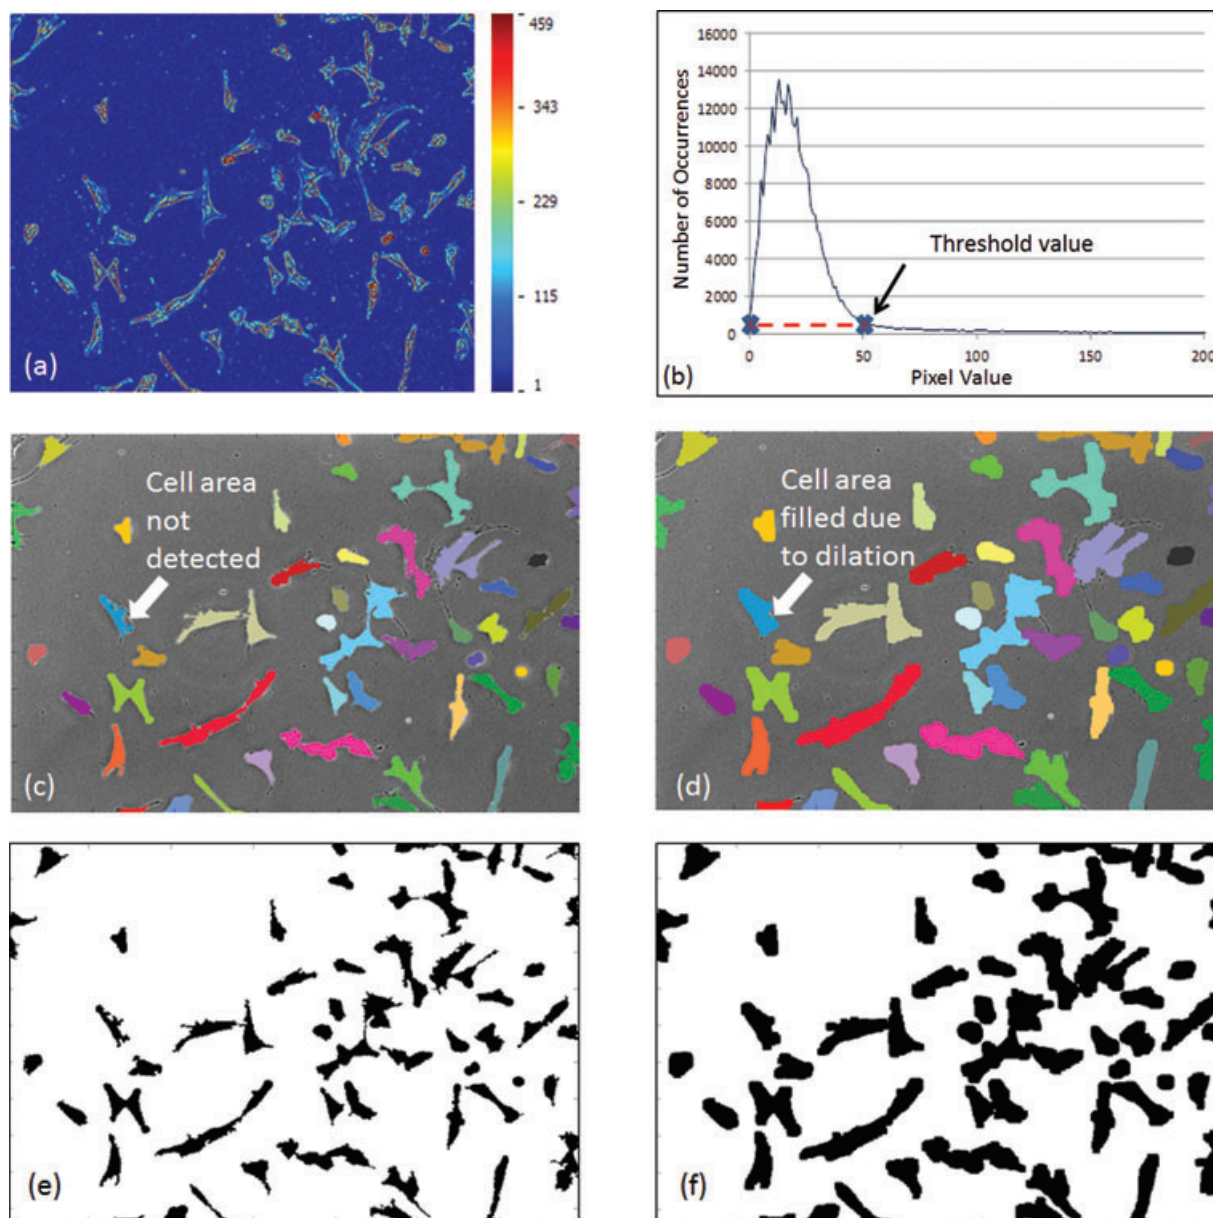 459
- 343
- 229
- 115
- 1
(a)
16000
14000
12000
10000
8000
6000
4000
2000
0
Number of Occurrences
Threshold value
0
50
100
150
200
Pixel Value
(b)
Cell area
not
detected
(c)
Cell area
filled due
to dilation
(d)
(e)
(f)